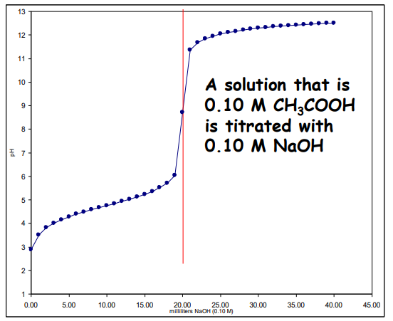 13
12
11
10
9
8
7
6
5
4
3
2
1
pH
A solution that is
0.10 M CH₃COOH
is titrated with
0.10 M NaOH
0.00 5.00 10.00 15.00 20.00 25.00 30.00 35.00 40.00 45.00
milliliters NaOH (0.10 M)